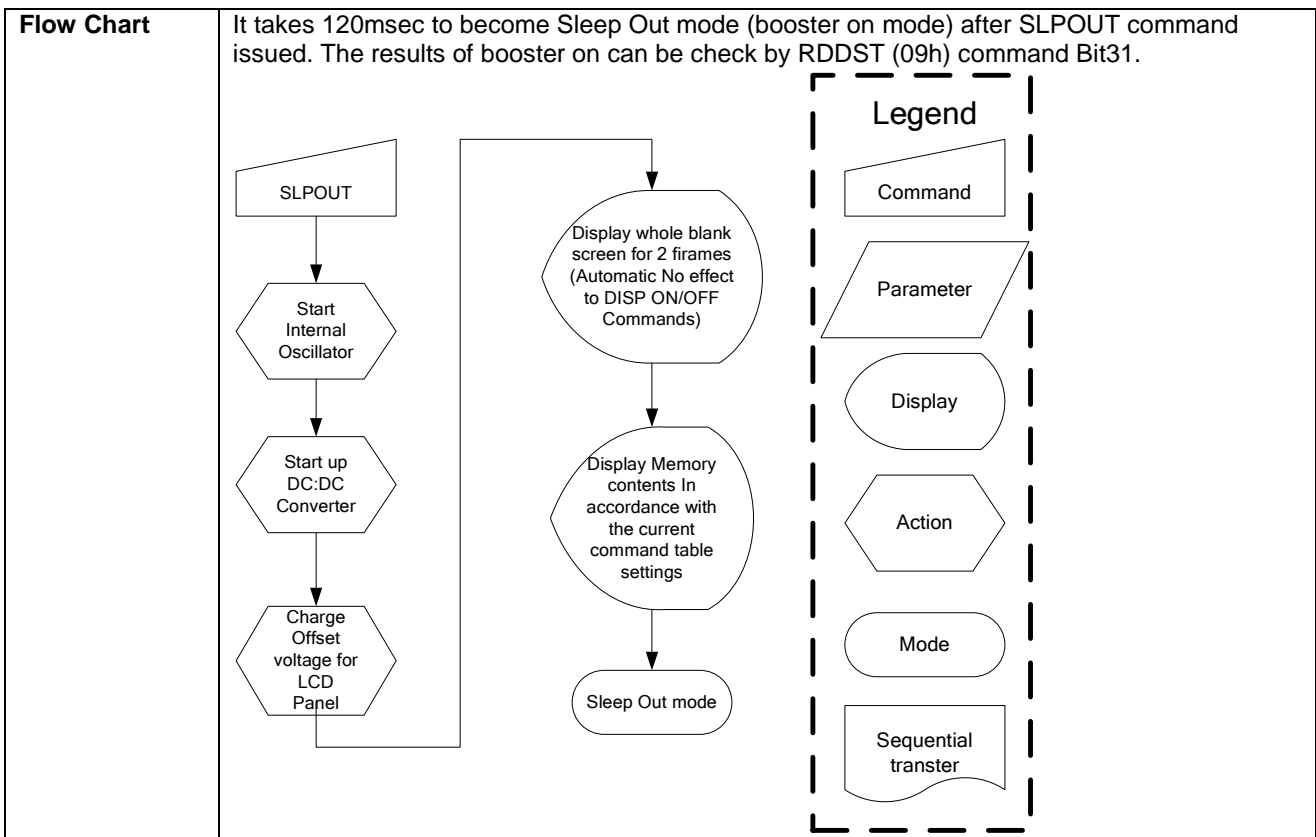 Flow Chart
It takes 120msec to become Sleep Out mode (booster on mode) after SLPOUT command
issued. The results of booster on can be check by RDDST (09h) command Bit31.
SLPOUT
Start
Internal
Oscillator
Start up
DC:DC
Converter
Charge
Offset
voltage for
LCD
Panel
Display whole blank
screen for 2 firames
(Automatic No effect
to DISP ON/OFF
Commands)
Display Memory
contents In
accordance with
the current
command table
settings
Sleep Out mode
Legend
Command
Parameter
Display
Action
Mode
Sequential
transter